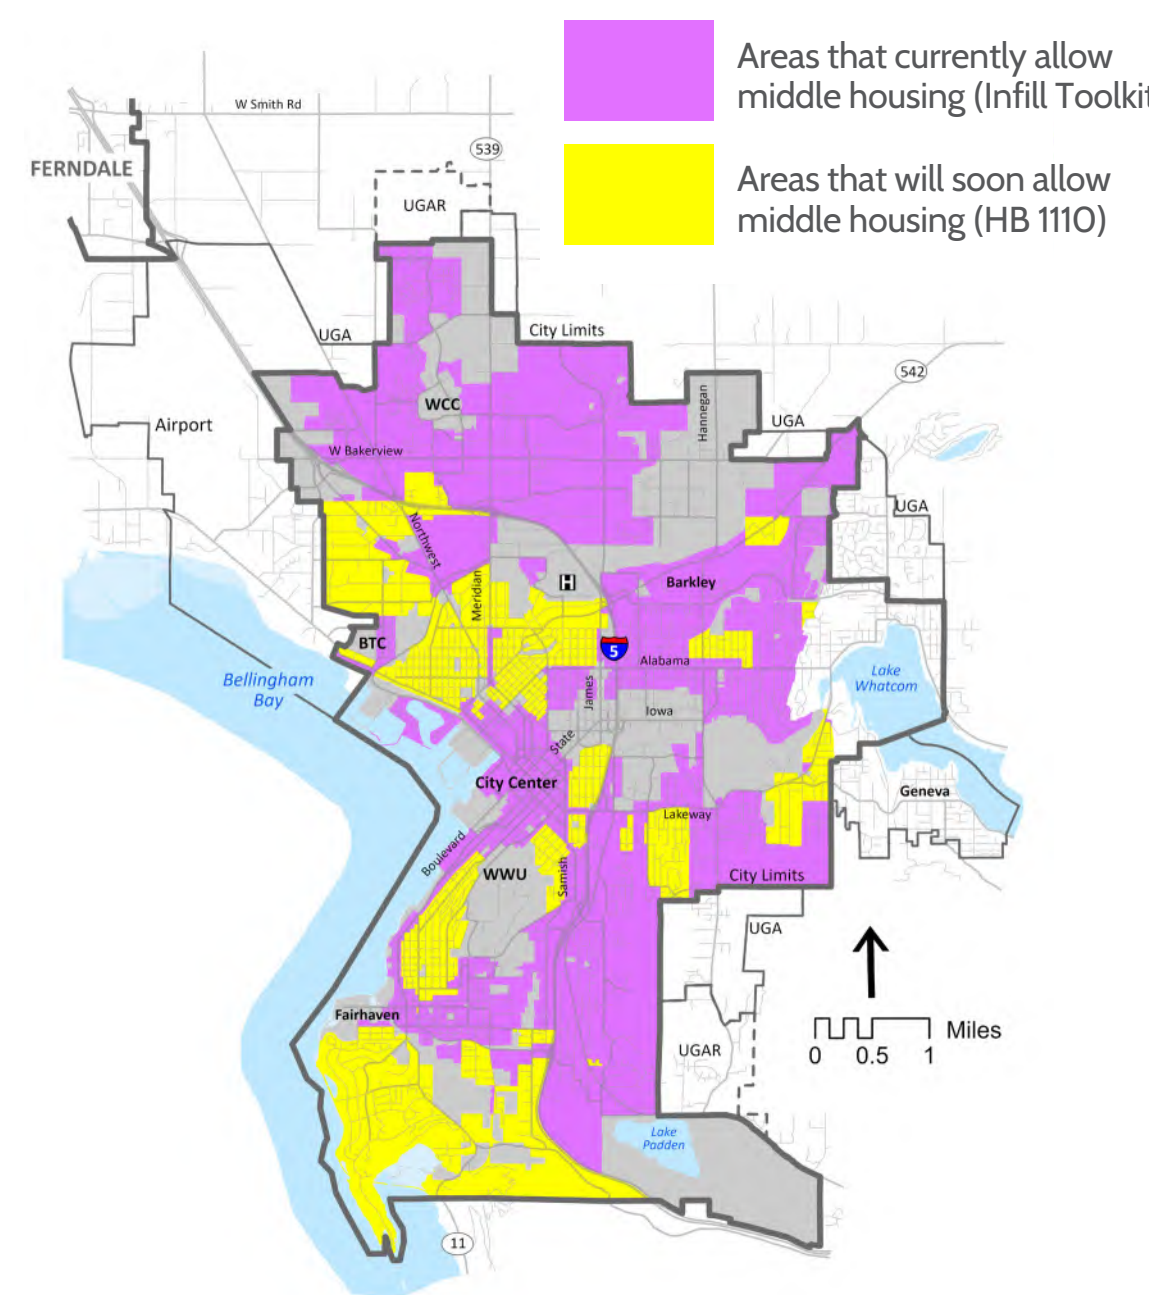 Areas that currently allow
middle housing (Infill Toolkit
Areas that will soon allow
middle housing (HB 1110)
W Smith Rd
539
FERNDALE
UGAR
UGA
City Limits
542
WCC
Hannegan
UGA
Airport
W Bakerview
UGA
Northwest
H
Barkley
Meridian
BTC
5
Alabama
Lake
Whatcom
Bellingham
Bay
James
Iowa
State
City Center
Geneva
Lakeway
Boulevard
WWU
Samish
City Limits
UGA
Fairhaven
Miles
0 0.5 1
UGAR
Lake
Padden
11